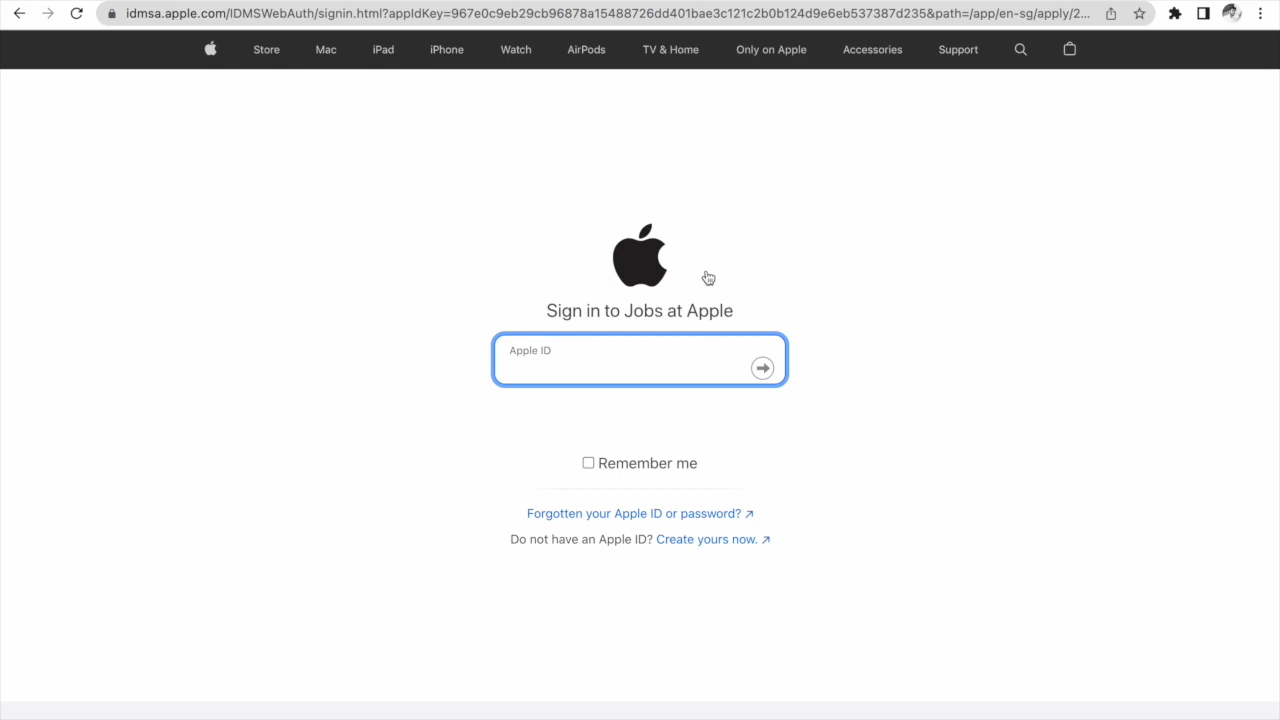 idmsa.apple.com/IDMSWebAuth/signin.html?appIdKey=967e0c9eb29cb96878a15488726dd401bae3c121c2b0b124d9e6eb537387d235&path=/app/en-sg/apply/2...
Store Mac iPad iPhone Watch AirPods TV & Home Only on Apple Accessories Support
Sign in to Jobs at Apple
Apple ID
Remember me
Forgotten your Apple ID or password? ↗
Do not have an Apple ID? Create yours now. ↗